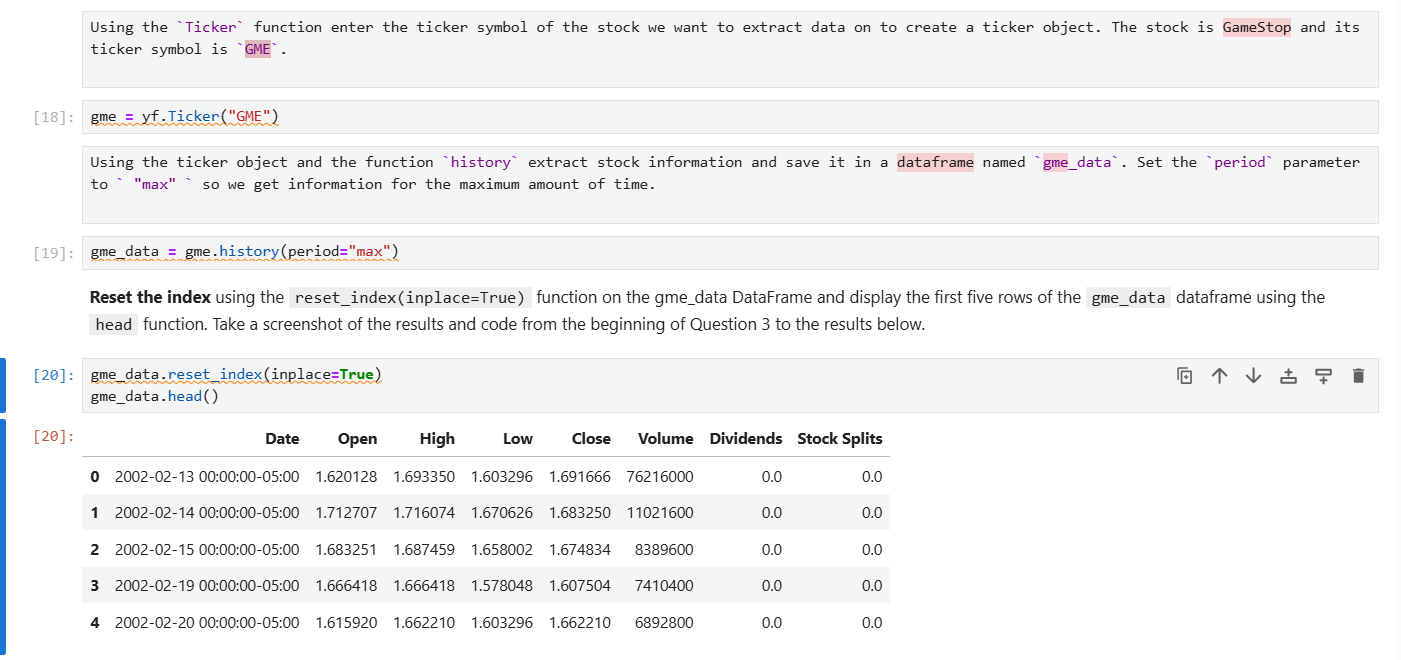 Using the `Ticker` function enter the ticker symbol of the stock we want to extract data on to create a ticker object. The stock is GameStop and its
ticker symbol is `GME`.
[18]: gme = yf.Ticker("GME")
Using the ticker object and the function `history` extract stock information and save it in a dataframe named `gme_data`. Set the `period` parameter
to ` "max" ` so we get information for the maximum amount of time.
[19]: gme_data = gme.history(period="max")
Reset the index using the reset_index(inplace=True) function on the gme_data DataFrame and display the first five rows of the gme_data dataframe using the
head function. Take a screenshot of the results and code from the beginning of Question 3 to the results below.
[20]: gme_data.reset_index(inplace=True)
gme_data.head()
[20]: Date Open High Low Close Volume Dividends Stock Splits
0 2002-02-13 00:00:00-05:00 1.620128 1.693350 1.603296 1.691666 76216000 0.0 0.0
1 2002-02-14 00:00:00-05:00 1.712707 1.716074 1.670626 1.683250 11021600 0.0 0.0
2 2002-02-15 00:00:00-05:00 1.683251 1.687459 1.658002 1.674834 8389600 0.0 0.0
3 2002-02-19 00:00:00-05:00 1.666418 1.666418 1.578048 1.607504 7410400 0.0 0.0
4 2002-02-20 00:00:00-05:00 1.615920 1.662210 1.603296 1.662210 6892800 0.0 0.0